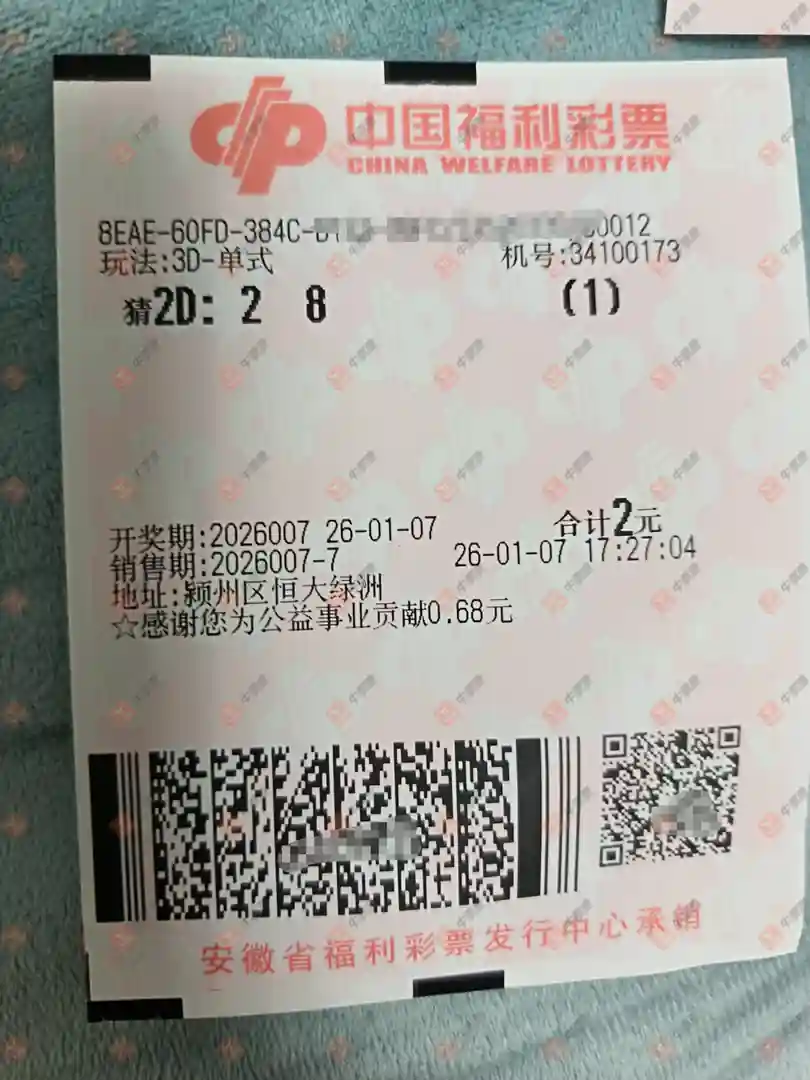 中国福利彩票
CHINA WELFARE LOTTERY
8EAE-60FD-384C- 0012
玩法:3D-单式 机号:34100173
猜2D: 2 8 (1)
开奖期:2026007 26-01-07 合计2元
销售期:2026007-7 26-01-07 17:27:04
地址:颍州区恒大绿洲
☆感谢您为公益事业贡献0.68元
安徽省福利彩票发行中心承销